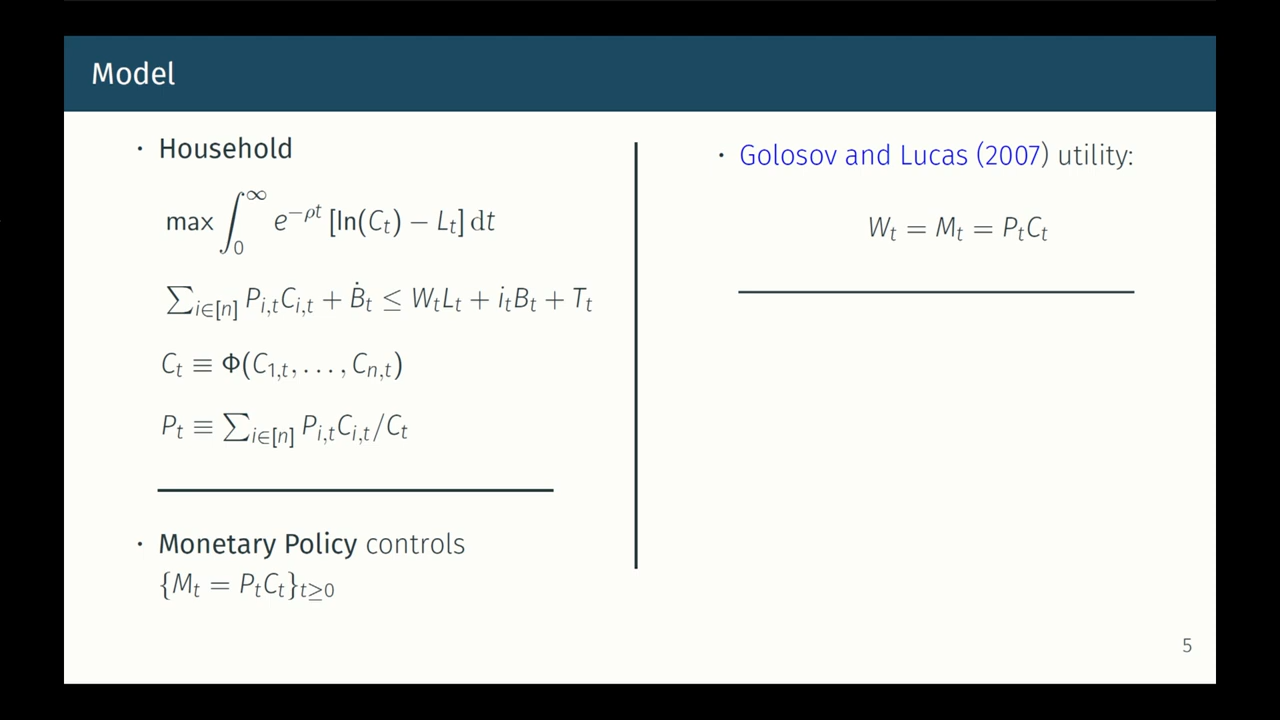 Model
· Household
max ∫₀^∞ e^{−ρt} [ln(C_t) − L_t] dt
∑_{i∈[n]} P_{i,t}C_{i,t} + Ḃ_t ≤ W_tL_t + i_tB_t + T_t
C_t ≡ Φ(C_{1,t}, . . . , C_{n,t})
P_t ≡ ∑_{i∈[n]} P_{i,t}C_{i,t}/C_t
· Monetary Policy controls
{M_t = P_tC_t}_{t≥0}
· Golosov and Lucas (2007) utility:
W_t = M_t = P_tC_t
5